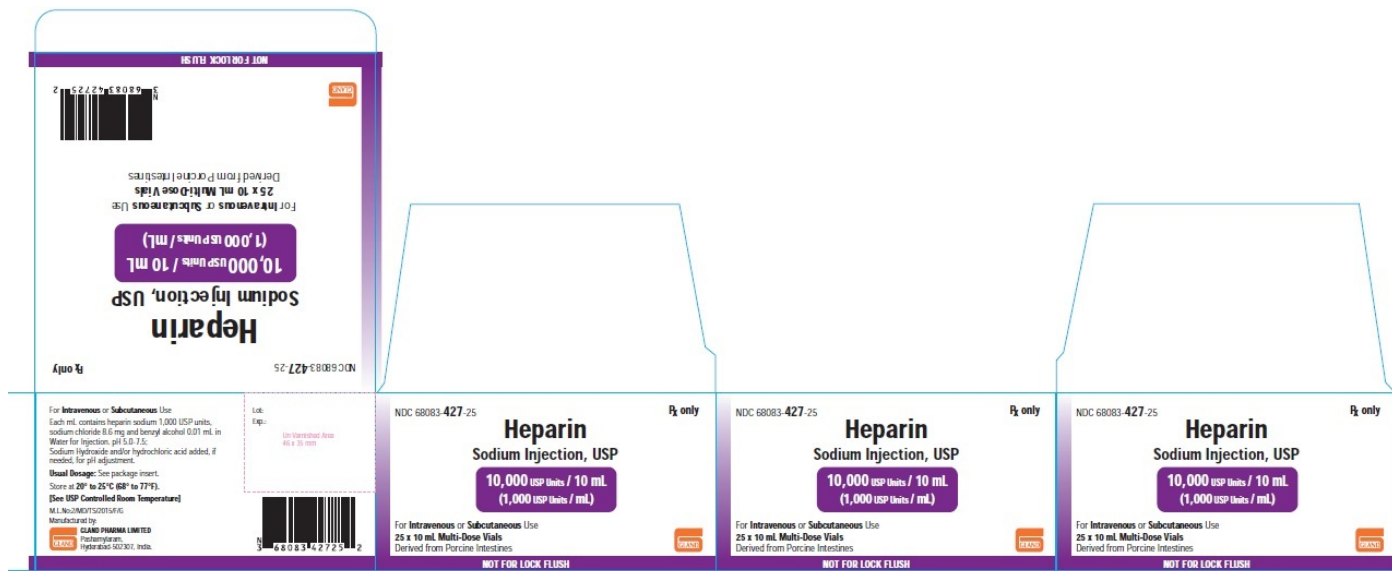 NOT FOR LOCK FLUSH
N
3 68083 42725 2
GLAND
Derived from Porcine Intestines
25 x 10 mL Multi-Dose Vials
For Intravenous or Subcutaneous Use
(1,000 USP Units / mL)
10,000 USP Units / 10 mL
Sodium Injection, USP
Heparin
NDC 68083-427-25
Rx only
For Intravenous or Subcutaneous Use
Each mL contains heparin sodium 1,000 USP units,
sodium chloride 8.6 mg and benzyl alcohol 0.01 mL in
Water for Injection. pH 5.0-7.5;
Sodium Hydroxide and/or hydrochloric acid added, if
needed, for pH adjustment.
Usual Dosage: See package insert.
Store at 20° to 25°C (68° to 77°F).
[See USP Controlled Room Temperature]
M.L.No:2/MD/TS/2015/F/G
Manufactured by:
GLAND
GLAND PHARMA LIMITED
Pashamylaram,
Hyderabad-502307, India.
Lot:
Exp.:
Un Varnished Area
46 x 35 mm
N
3 68083 42725 2
NDC 68083-427-25
Rx only
Heparin
Sodium Injection, USP
10,000 USP Units / 10 mL
(1,000 USP Units / mL)
For Intravenous or Subcutaneous Use
25 x 10 mL Multi-Dose Vials
Derived from Porcine Intestines
GLAND
NOT FOR LOCK FLUSH
NDC 68083-427-25
Rx only
Heparin
Sodium Injection, USP
10,000 USP Units / 10 mL
(1,000 USP Units / mL)
For Intravenous or Subcutaneous Use
25 x 10 mL Multi-Dose Vials
Derived from Porcine Intestines
GLAND
NOT FOR LOCK FLUSH
NDC 68083-427-25
Rx only
Heparin
Sodium Injection, USP
10,000 USP Units / 10 mL
(1,000 USP Units / mL)
For Intravenous or Subcutaneous Use
25 x 10 mL Multi-Dose Vials
Derived from Porcine Intestines
GLAND
NOT FOR LOCK FLUSH